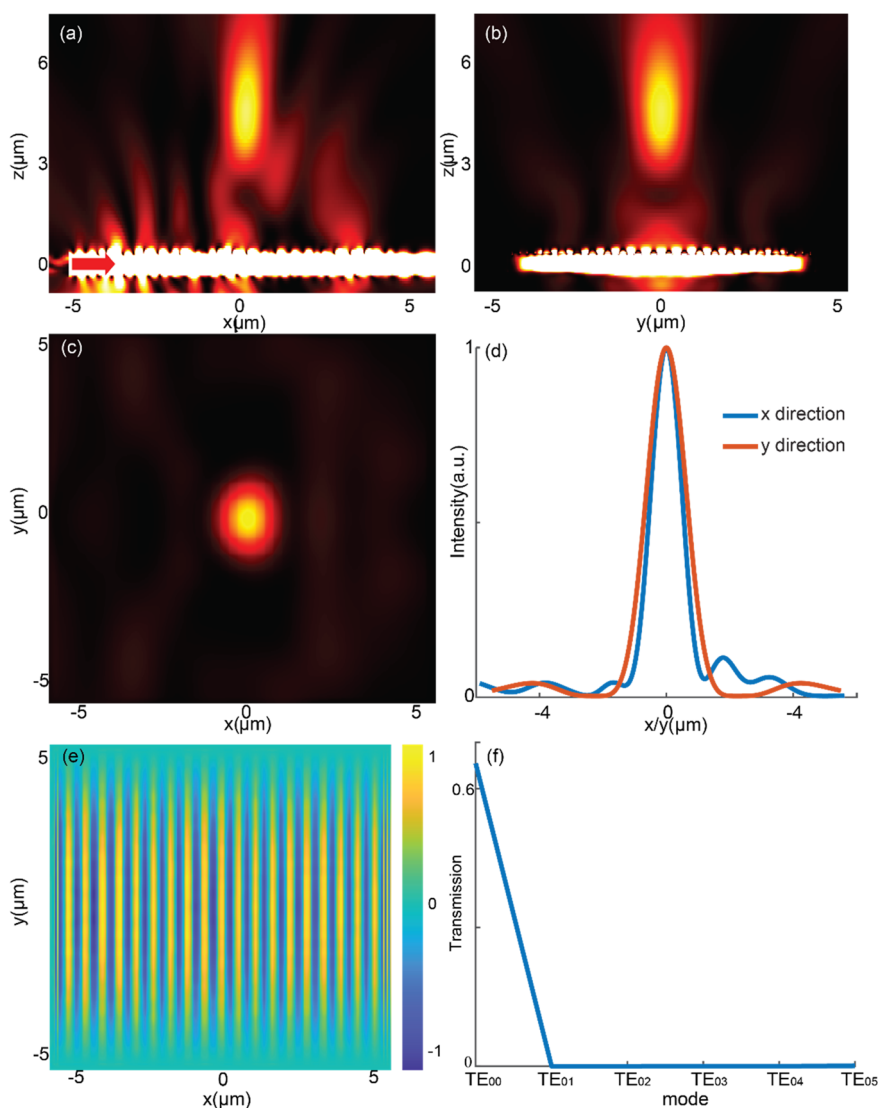 (a)
6
3
0
z(µm)
-5
0
5
x(µm)
(b)
6
3
0
z(µm)
-5
0
5
y(µm)
(c)
5
0
-5
y(µm)
-5
0
5
x(µm)
(d)
1
0
Intensity(a.u.)
x direction
y direction
-4
0
-4
x/y(µm)
(e)
5
-5
y(µm)
-5
0
5
x(µm)
1
0
-1
(f)
0.6
0
Transmission
TE00
TE01
TE02
TE03
TE04
TE05
mode